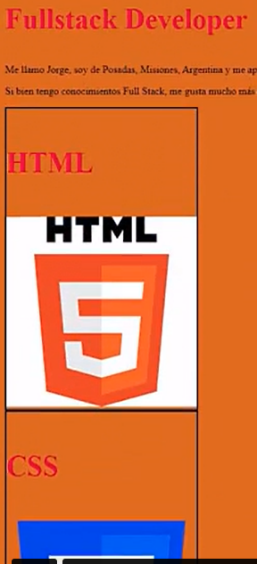 Fullstack Developer
Me llamo Jorge, soy de Posadas, Misiones, Argentina y me ap
Si bien tengo conocimientos Full Stack, me gusta mucho más
HTML
HTML
5
CSS